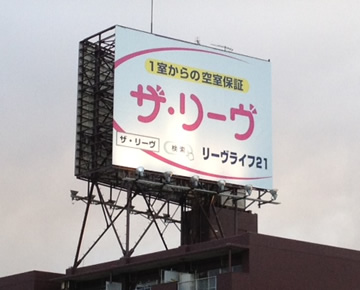 1室からの空室保証
ザ・リーヴ
ザ・リーヴ 検索
リーヴライフ21